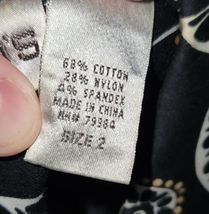 68% COTTON
28% NYLON
4% SPANDEX
MADE IN CHINA
RN# 79384
SIZE 2